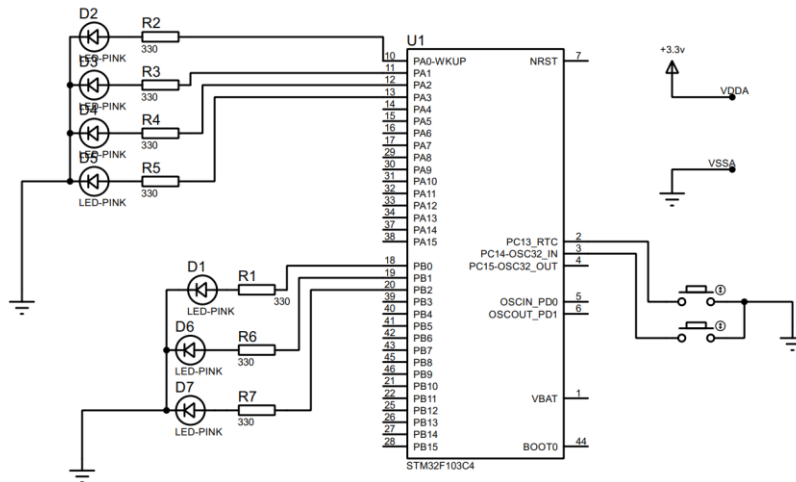 D2
R2
LED-PINK
330
D3
R3
LED-PINK
330
D4
R4
LED-PINK
330
D5
R5
LED-PINK
330
D1
R1
LED-PINK
330
D6
R6
LED-PINK
330
D7
R7
LED-PINK
330
U1
10 PA0-WKUP
11 PA1
12 PA2
13 PA3
14 PA4
15 PA5
16 PA6
17 PA7
29 PA8
30 PA9
31 PA10
32 PA11
33 PA12
34 PA13
37 PA14
38 PA15
18 PB0
19 PB1
20 PB2
39 PB3
40 PB4
41 PB5
42 PB6
43 PB7
45 PB8
46 PB9
21 PB10
22 PB11
25 PB12
26 PB13
27 PB14
28 PB15
NRST 7
PC13_RTC 2
PC14-OSC32_IN 3
PC15-OSC32_OUT 4
OSCIN_PD0 5
OSCOUT_PD1 6
VBAT 1
BOOT0 44
STM32F103C4
+3.3v
VDDA
VSSA